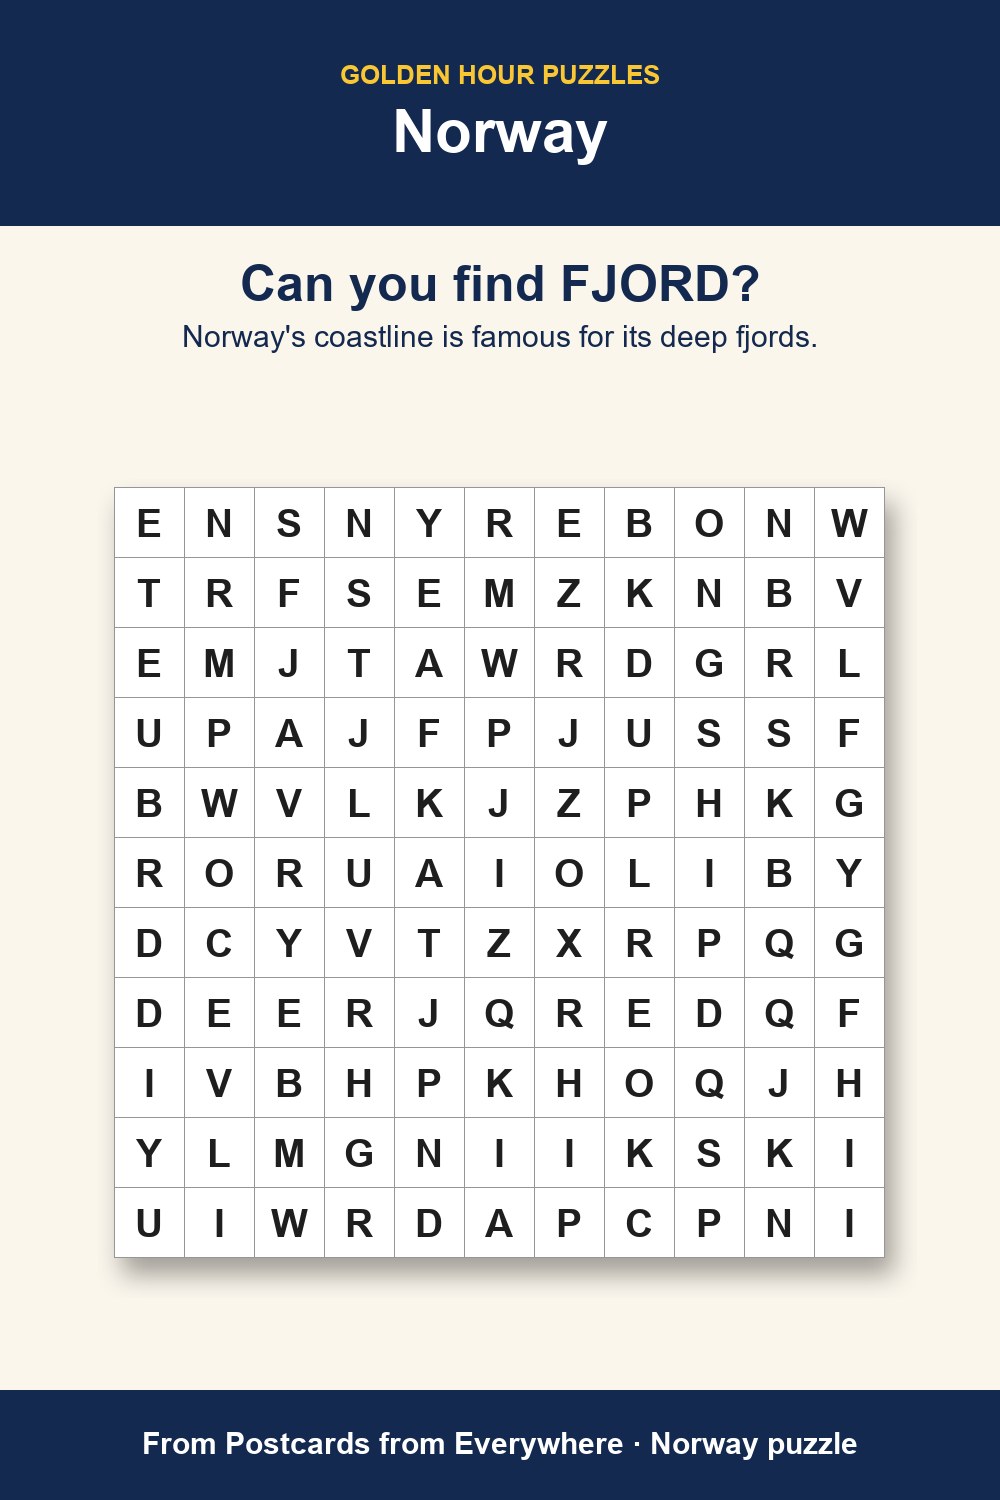 GOLDEN HOUR PUZZLES
Norway
Can you find FJORD?
Norway's coastline is famous for its deep fjords.
E N S N Y R E B O N W
T R F S E M Z K N B V
E M J T A W R D G R L
U P A J F P J U S S F
B W V L K J Z P H K G
R O R U A I O L I B Y
D C Y V T Z X R P Q G
D E E R J Q R E D Q F
I V B H P K H O Q J H
Y L M G N I I K S K I
U I W R D A P C P N I
From Postcards from Everywhere · Norway puzzle